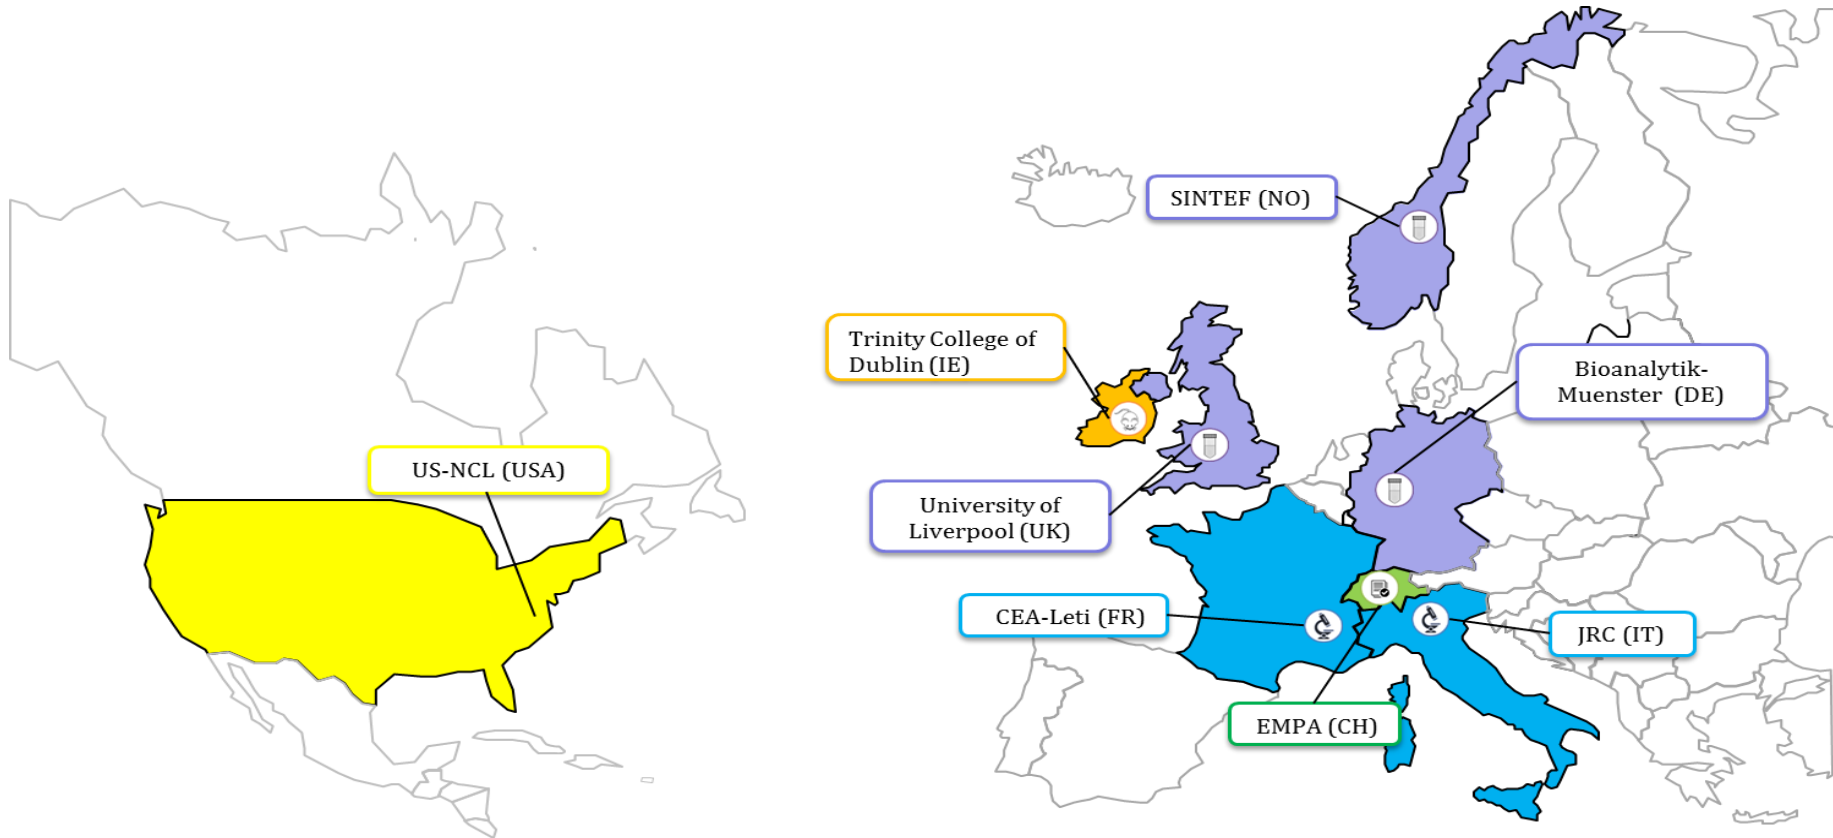 SINTEF (NO)
Trinity College of
Dublin (IE)
Bioanalytik-
Muenster (DE)
US-NCL (USA)
University of
Liverpool (UK)
CEA-Leti (FR)
JRC (IT)
EMPA (CH)